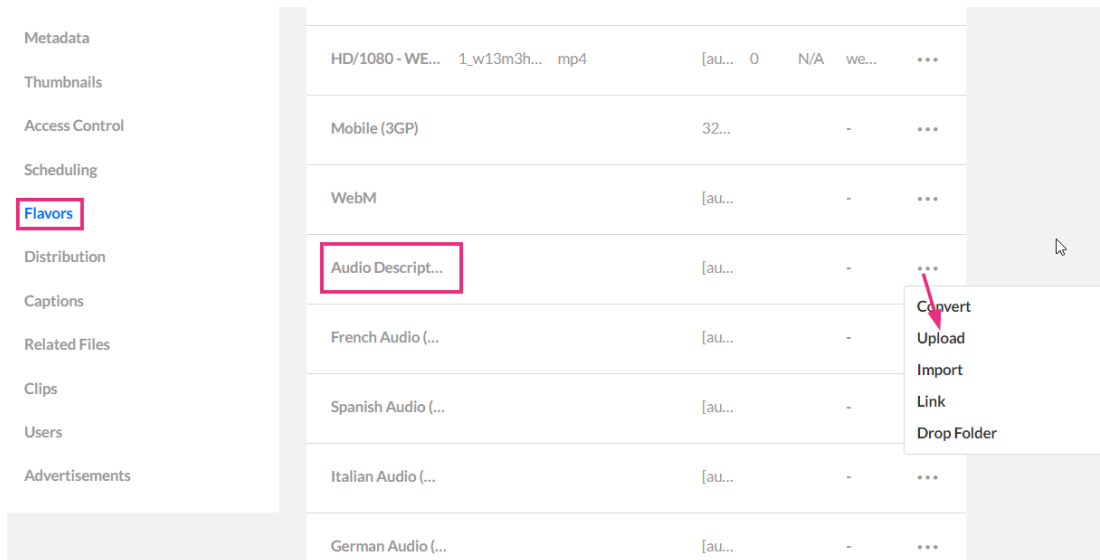 Metadata
Thumbnails
Access Control
Scheduling
Flavors
Distribution
Captions
Related Files
Clips
Users
Advertisements
HD/1080 - WE... 1_w13m3h... mp4 [au... 0 N/A we... •••
Mobile (3GP) 32... - •••
WebM [au... - •••
Audio Descript... [au... - •••
French Audio (... [au... -
Spanish Audio (... [au... -
Italian Audio (... [au... - •••
German Audio (... [au... - •••
Convert
Upload
Import
Link
Drop Folder